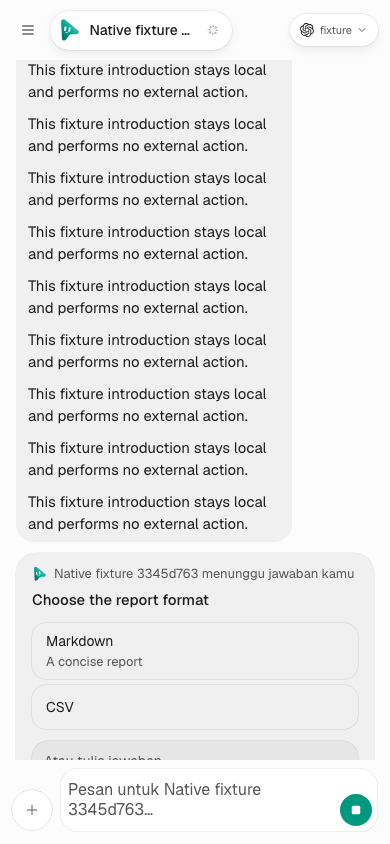 Native fixture ...
fixture
This fixture introduction stays local
and performs no external action.
This fixture introduction stays local
and performs no external action.
This fixture introduction stays local
and performs no external action.
This fixture introduction stays local
and performs no external action.
This fixture introduction stays local
and performs no external action.
This fixture introduction stays local
and performs no external action.
This fixture introduction stays local
and performs no external action.
This fixture introduction stays local
and performs no external action.
This fixture introduction stays local
and performs no external action.
Native fixture 3345d763 menunggu jawaban kamu
Choose the report format
Markdown
A concise report
CSV
Atau tulis jawaban
Pesan untuk Native fixture
3345d763...